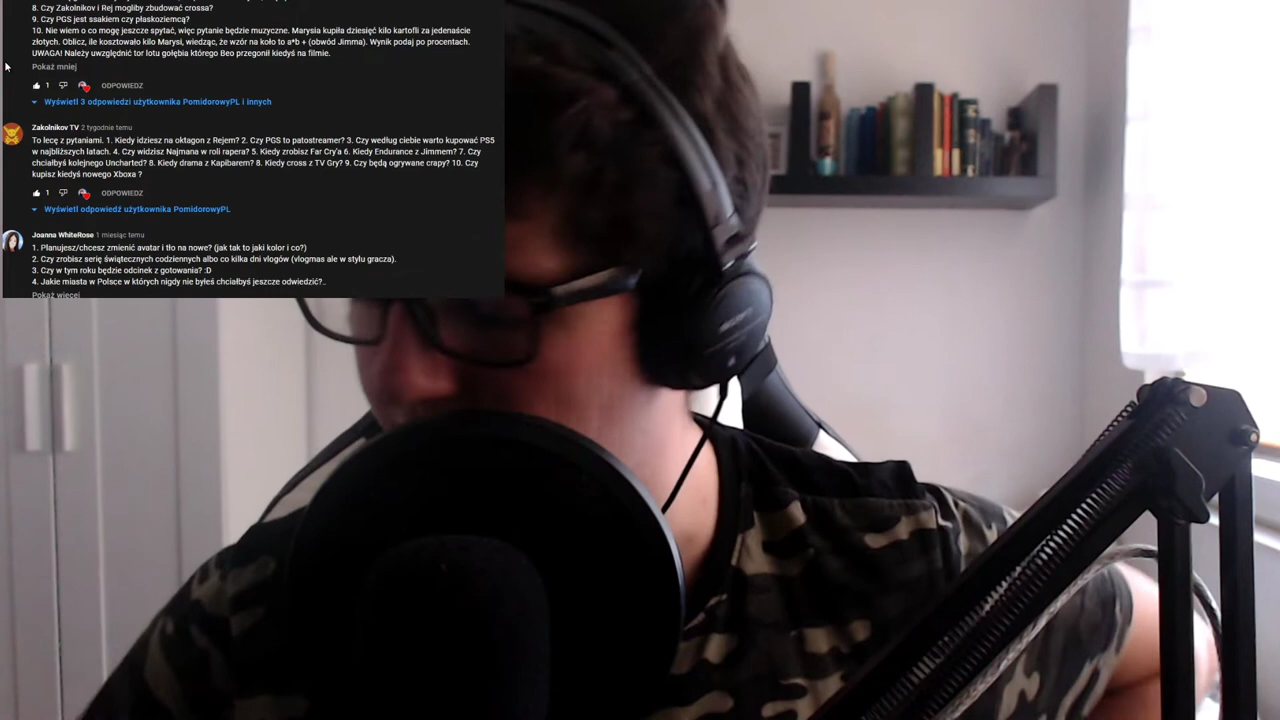 8. Czy Zakolnikov i Rej mogliby zbudować crossa?
9. Czy PGS jest ssakiem czy płaskoziemcą?
10. Nie wiem o co mogę jeszcze spytać, więc pytanie będzie muzyczne. Marysia kupiła dziesięć kilo kartofli za jedenaście
złotych. Oblicz, ile kosztowało kilo Marysi, wiedząc, że wzór na koło to a*b + (obwód Jimma). Wynik podaj po procentach.
UWAGA! Należy uwzględnić tor lotu gołębia którego Beo przegonił kiedyś na filmie.
Pokaż mniej
1 ODPOWIEDZ
Wyświetl 3 odpowiedzi użytkownika PomidorowyPL i innych
Zakolnikov TV 2 tygodnie temu
To lecę z pytaniami. 1. Kiedy idziesz na oktagon z Rejem? 2. Czy PGS to patostreamer? 3. Czy według ciebie warto kupować PS5
w najbliższych latach. 4. Czy widzisz Najmana w roli rapera? 5. Kiedy zrobisz Far Cry'a 6. Kiedy Endurance z Jimmem? 7. Czy
chciałbyś kolejnego Uncharted? 8. Kiedy drama z Kapibarem? 8. Kiedy cross z TV Gry? 9. Czy będą ogrywane crapy? 10. Czy
kupisz kiedyś nowego Xboxa ?
1 ODPOWIEDZ
Wyświetl odpowiedź użytkownika PomidorowyPL
Joanna WhiteRose 1 miesiąc temu
1. Planujesz/chcesz zmienić avatar i tło na nowe? (jak tak to jaki kolor i co?)
2. Czy zrobisz serię świątecznych codziennych albo co kilka dni vlogów (vlogmas ale w stylu gracza).
3. Czy w tym roku będzie odcinek z gotowania? :D
4. Jakie miasta w Polsce w których nigdy nie byłeś chciałbyś jeszcze odwiedzić?..
Pokaż więcej